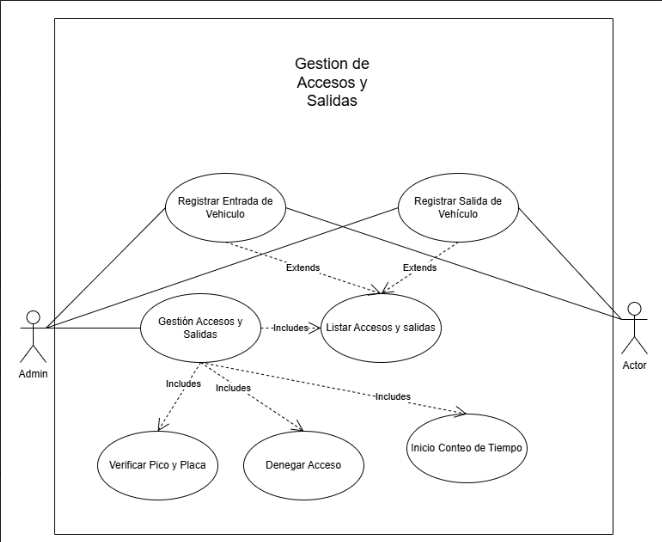 Gestion de
Accesos y
Salidas
Registrar Entrada de
Vehiculo
Registrar Salida de
Vehículo
Extends
Extends
Gestión Accesos y
Salidas
Includes
Listar Accesos y salidas
Admin
Actor
Includes
Includes
Includes
Verificar Pico y Placa
Denegar Acceso
Inicio Conteo de Tiempo